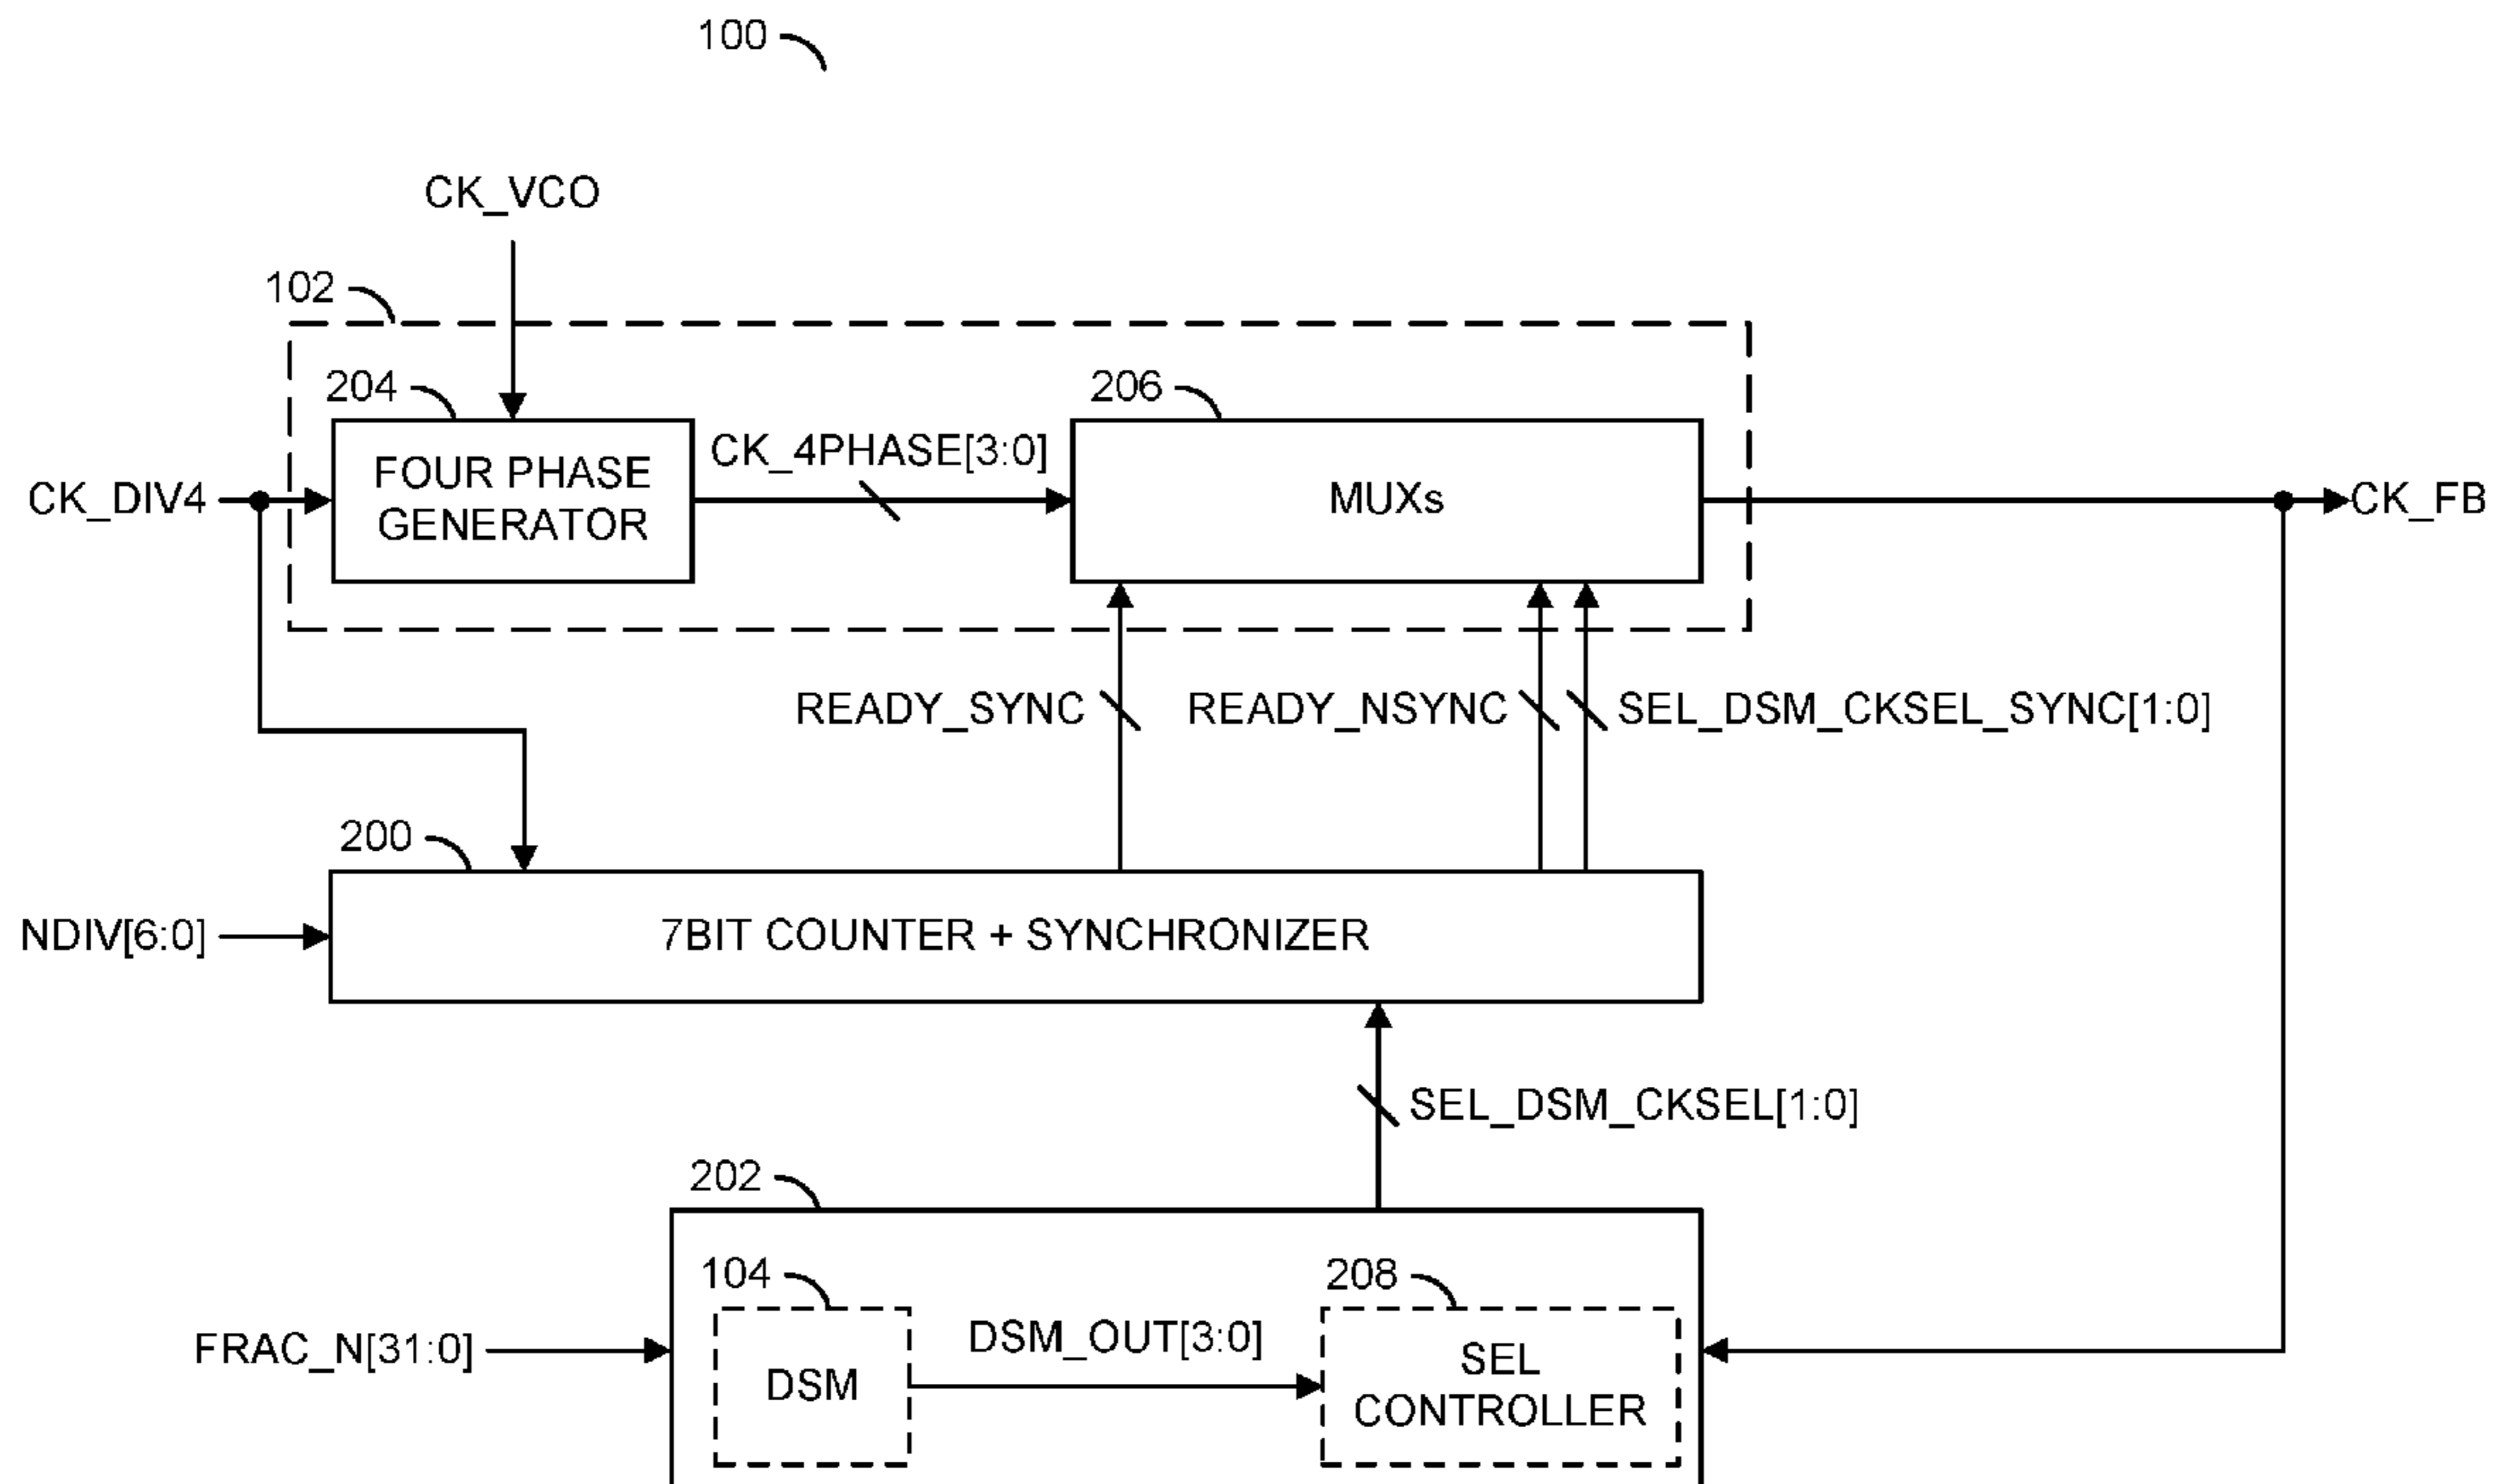 100
CK_VCO
102
204
206
CK_4PHASE[3:0]
CK_DIV4
FOUR PHASE
GENERATOR
MUXs
CK_FB
READY_SYNC
READY_NSYNC
SEL_DSM_CKSEL_SYNC[1:0]
200
NDIV[6:0]
7BIT COUNTER + SYNCHRONIZER
SEL_DSM_CKSEL[1:0]
202
104
208
FRAC_N[31:0]
DSM
DSM_OUT[3:0]
SEL
CONTROLLER